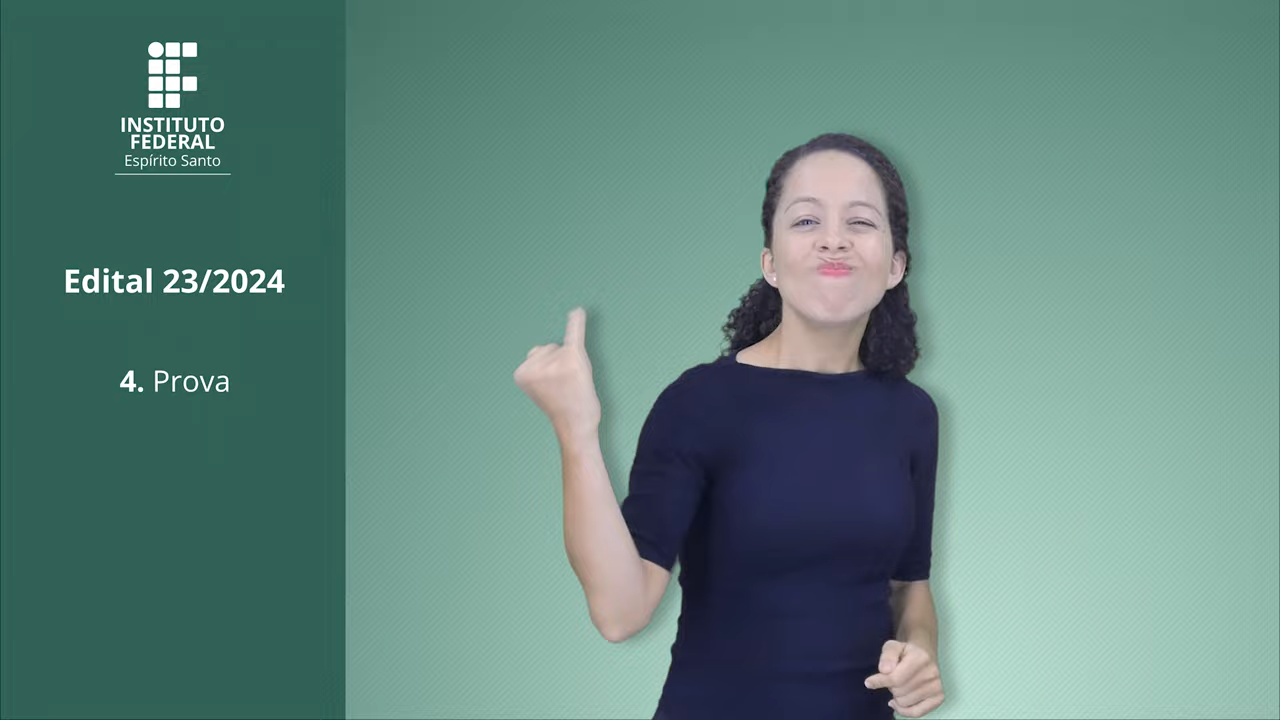 INSTITUTO
FEDERAL
Espírito Santo
Edital 23/2024
4. Prova